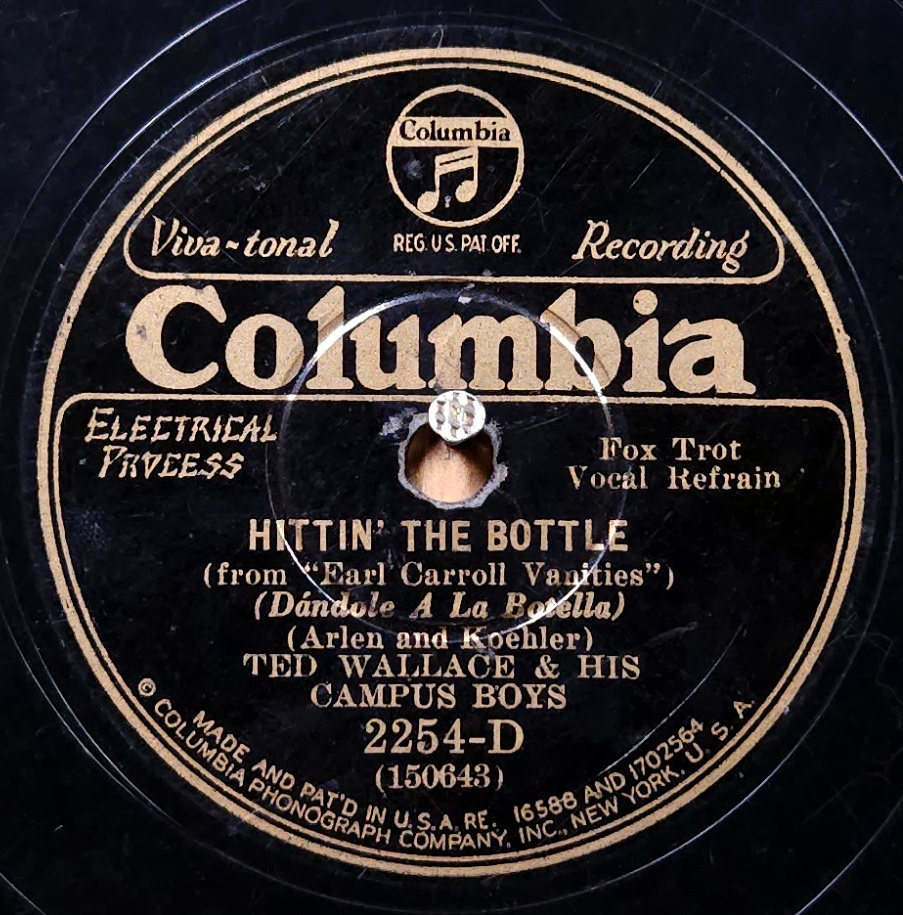 Columbia
REG. U.S. PAT. OFF.
Viva-tonal Recording
Columbia
ELECTRICAL
PROCESS
Fox Trot
Vocal Refrain
HITTIN' THE BOTTLE
(from "Earl Carroll Vanities")
(Dándole A La Botella)
(Arlen and Koehler)
TED WALLACE & HIS
CAMPUS BOYS
2254-D
(150643)
MADE AND PAT'D IN U.S.A. RE. 16588 AND 1702564
© COLUMBIA PHONOGRAPH COMPANY, INC., NEW YORK, U. S. A.